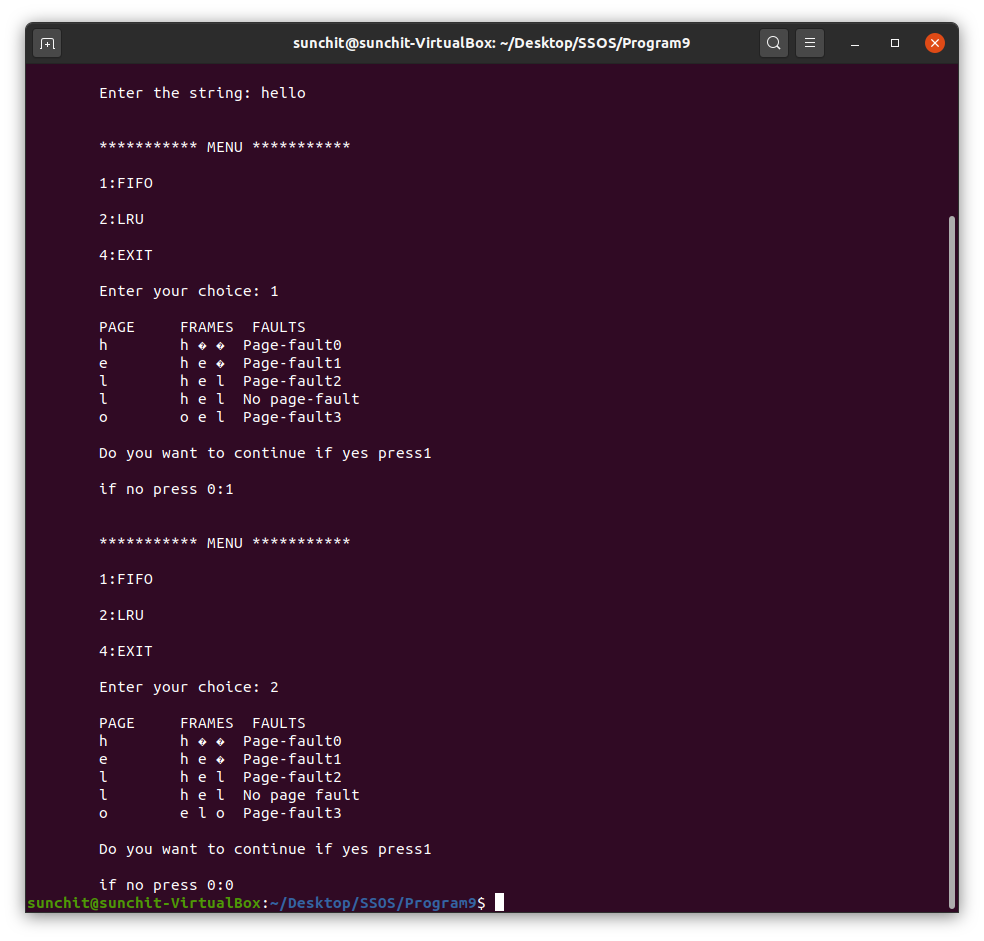 sunchit@sunchit-VirtualBox: ~/Desktop/SSOS/Program9
Enter the string: hello
*********** MENU ***********
1:FIFO
2:LRU
4:EXIT
Enter your choice: 1
PAGE FRAMES FAULTS
h h � � Page-fault0
e h e � Page-fault1
l h e l Page-fault2
l h e l No page-fault
o o e l Page-fault3
Do you want to continue if yes press1
if no press 0:1
*********** MENU ***********
1:FIFO
2:LRU
4:EXIT
Enter your choice: 2
PAGE FRAMES FAULTS
h h � � Page-fault0
e h e � Page-fault1
l h e l Page-fault2
l h e l No page fault
o e l o Page-fault3
Do you want to continue if yes press1
if no press 0:0
sunchit@sunchit-VirtualBox:~/Desktop/SSOS/Program9$